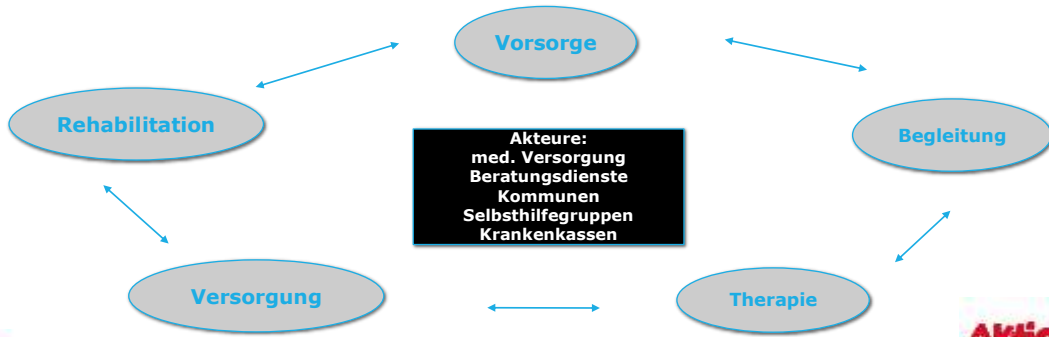 Vorsorge
Rehabilitation
Begleitung
Akteure:
med. Versorgung
Beratungsdienste
Kommunen
Selbsthilfegruppen
Krankenkassen
Versorgung
Therapie